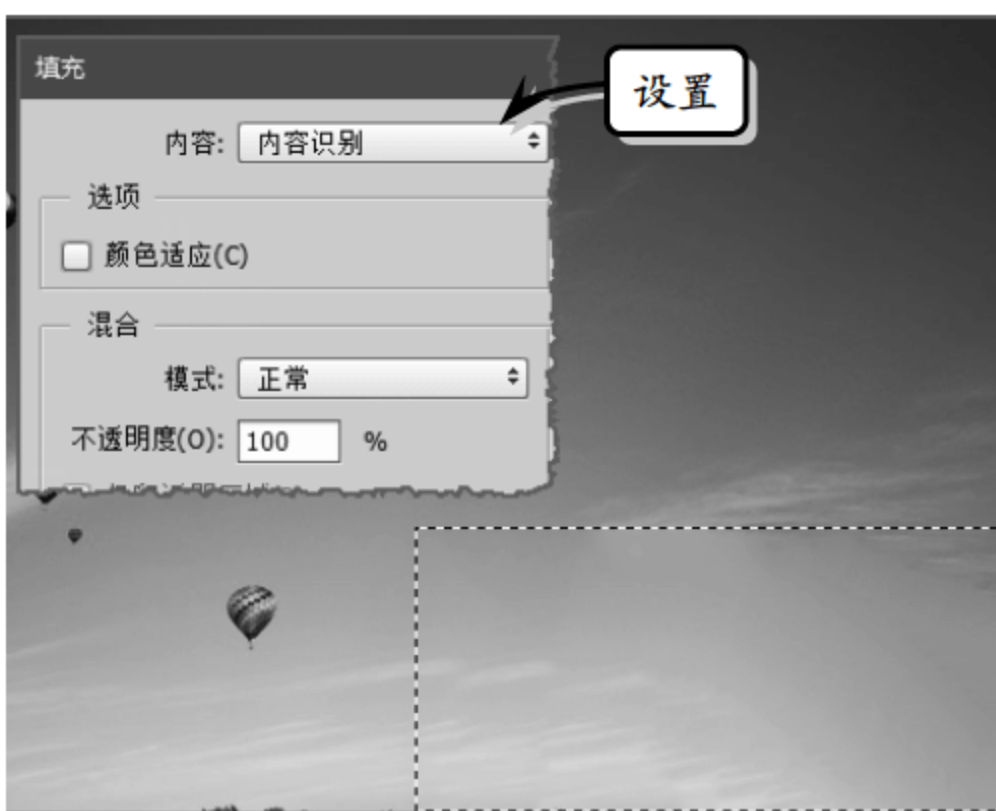 填充
设置
内容: 内容识别
选项
颜色适应(C)
混合
模式: 正常
不透明度(O): 100 %